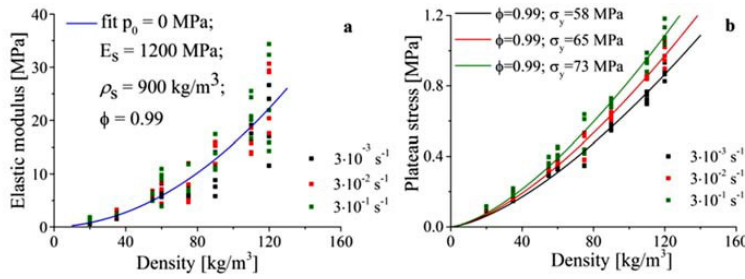 fit p₀ = 0 MPa;
E_S = 1200 MPa;
ρ_S = 900 kg/m³;
ϕ = 0.99
a
3·10⁻³ s⁻¹
3·10⁻² s⁻¹
3·10⁻¹ s⁻¹
Elastic modulus [MPa]
40
30
20
10
0
0 40 80 120 160
Density [kg/m³]
ϕ=0.99; σ_y=58 MPa
ϕ=0.99; σ_y=65 MPa
ϕ=0.99; σ_y=73 MPa
b
3·10⁻³ s⁻¹
3·10⁻² s⁻¹
3·10⁻¹ s⁻¹
Plateau stress [MPa]
1.2
0.8
0.4
0.0
0 40 80 120 160
Density [kg/m³]